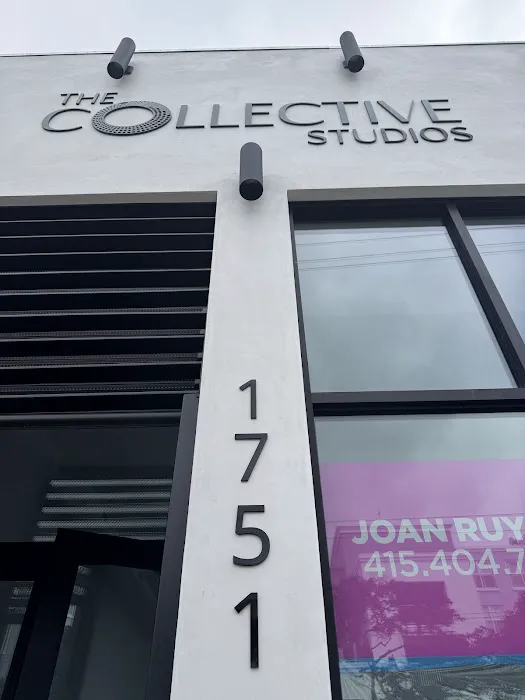 THE
COLLECTIVE
STUDIOS
1751
JOAN RUY
415.404.7